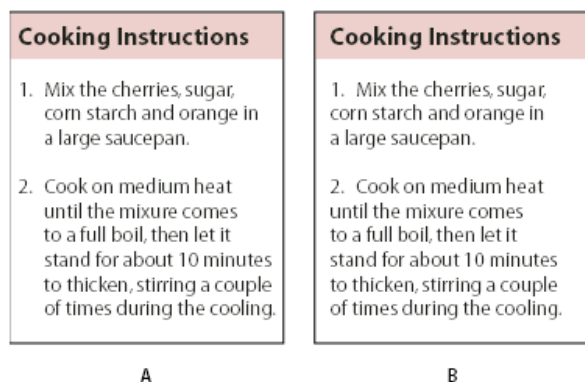 Cooking Instructions
1. Mix the cherries, sugar,
corn starch and orange in
a large saucepan.
2. Cook on medium heat
until the mixure comes
to a full boil, then let it
stand for about 10 minutes
to thicken, stirring a couple
of times during the cooling.
A
Cooking Instructions
1. Mix the cherries, sugar,
corn starch and orange in
a large saucepan.
2. Cook on medium heat
until the mixure comes
to a full boil, then let it
stand for about 10 minutes
to thicken, stirring a couple
of times during the cooling.
B